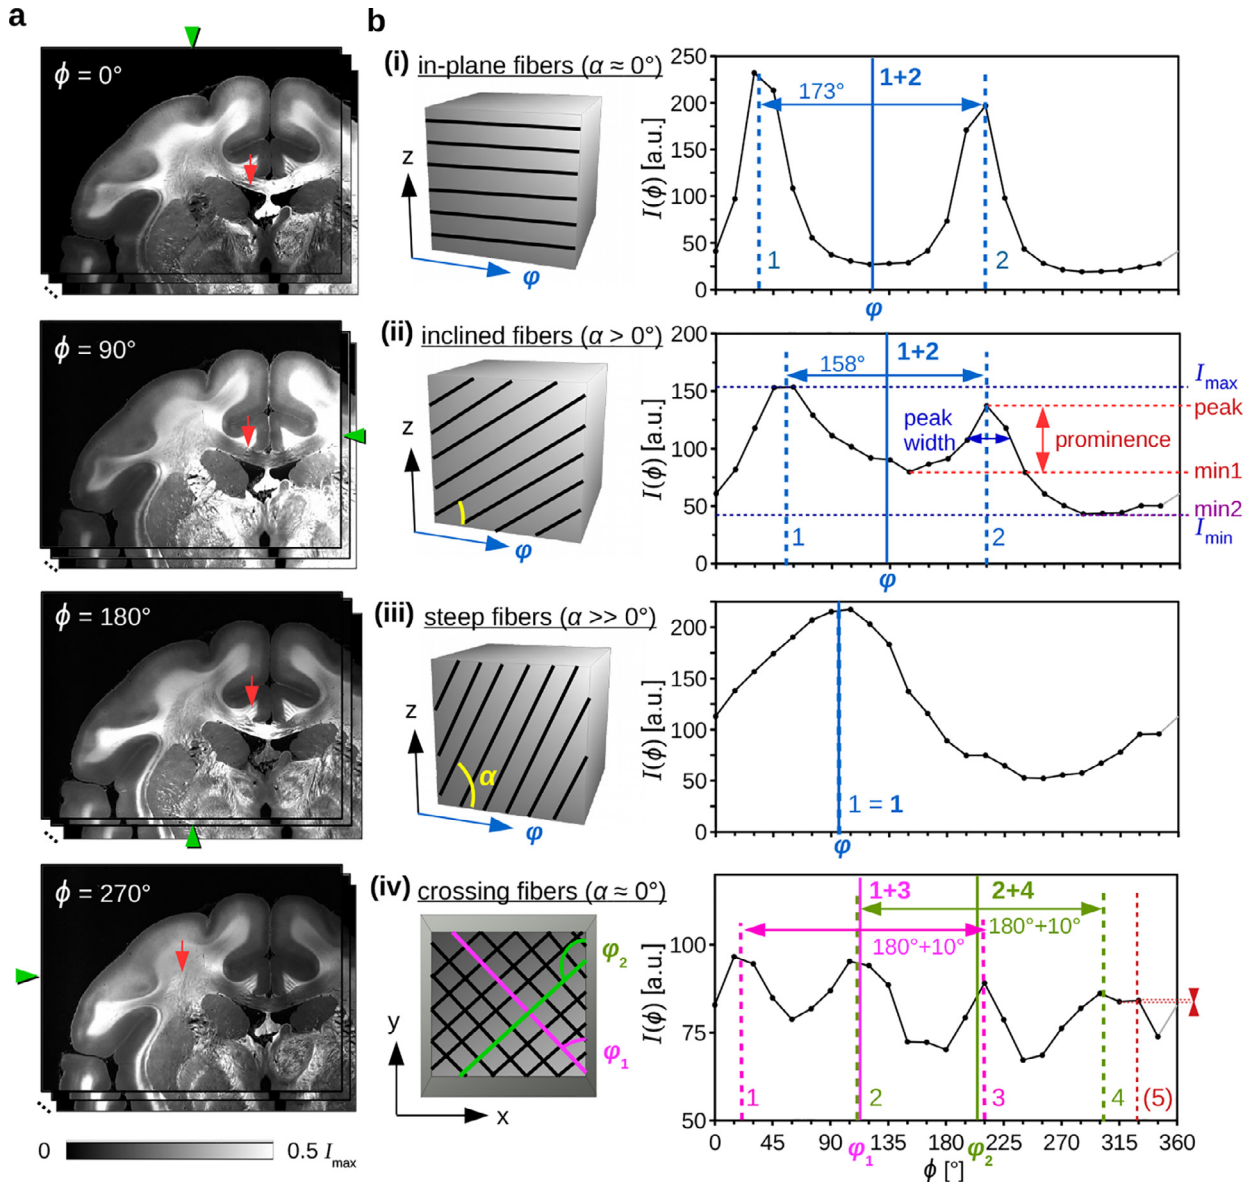 a
ϕ = 0°
...
ϕ = 90°
...
ϕ = 180°
...
ϕ = 270°
...
0 0.5 Imax
b
(i) in-plane fibers (α ≈ 0°)
z
φ
I(ϕ) [a.u.]
250
200
150
100
50
0
173°
1+2
1
2
φ
(ii) inclined fibers (α > 0°)
z
φ
I(ϕ) [a.u.]
200
150
100
50
0
158°
1+2
peak
width
prominence
1
2
Imax
peak
min1
min2
Imin
φ
(iii) steep fibers (α >> 0°)
z
α
φ
I(ϕ) [a.u.]
200
150
100
50
0
1 = 1
φ
(iv) crossing fibers (α ≈ 0°)
y
x
φ2
φ1
I(ϕ) [a.u.]
100
75
50
1+3
2+4
180°+10°
180°+10°
1
2
3
4
(5)
0 45 90 135 180 225 270 315 360
φ1 φ2
ϕ [°]